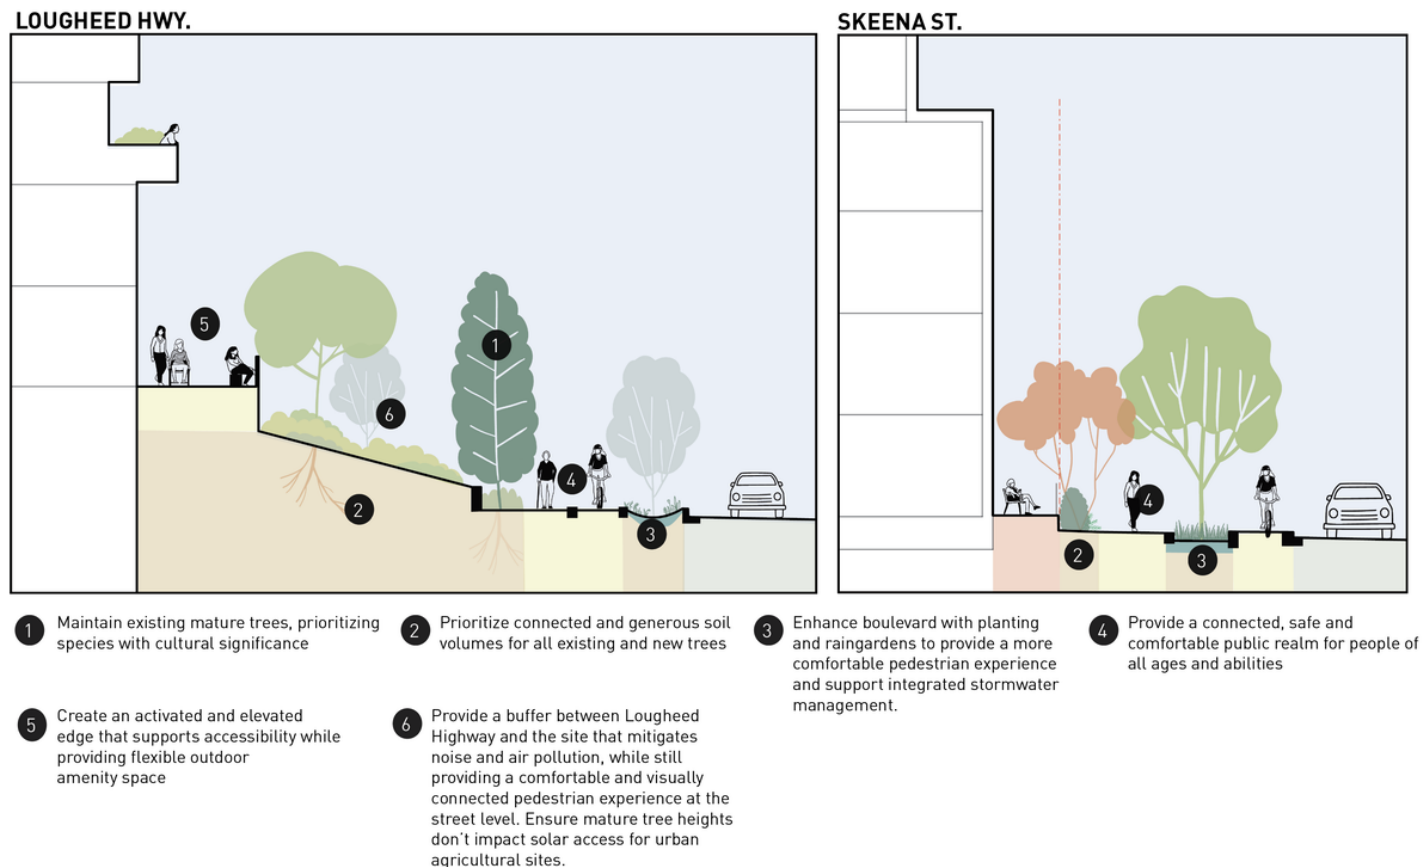 LOUGHEED HWY.
SKEENA ST.
5
1
6
4
2
3
4
2
3
1 Maintain existing mature trees, prioritizing
species with cultural significance
2 Prioritize connected and generous soil
volumes for all existing and new trees
3 Enhance boulevard with planting
and raingardens to provide a more
comfortable pedestrian experience
and support integrated stormwater
management.
4 Provide a connected, safe and
comfortable public realm for people of
all ages and abilities
5 Create an activated and elevated
edge that supports accessibility while
providing flexible outdoor
amenity space
6 Provide a buffer between Lougheed
Highway and the site that mitigates
noise and air pollution, while still
providing a comfortable and visually
connected pedestrian experience at the
street level. Ensure mature tree heights
don't impact solar access for urban
agricultural sites.